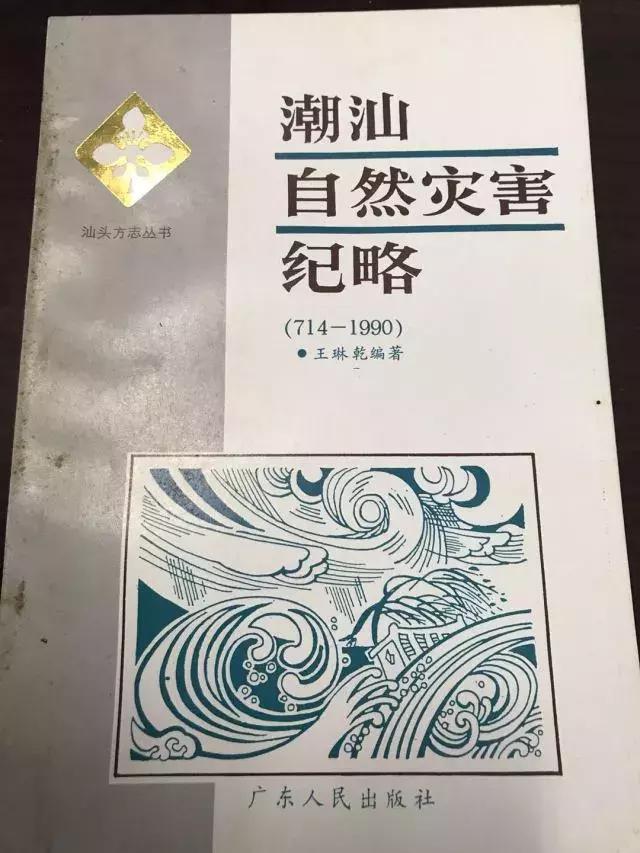 潮汕
自然灾害
纪略
(714－1990)
●王琳乾编著
汕头方志丛书
广东人民出版社